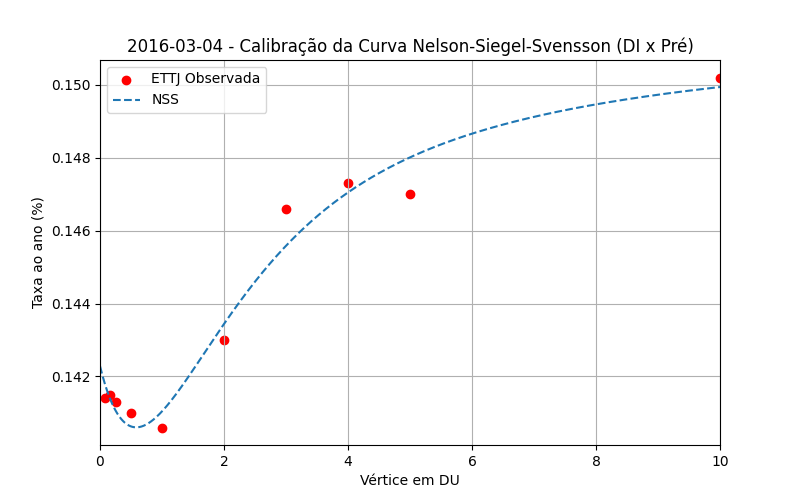 2016-03-04 - Calibração da Curva Nelson-Siegel-Svensson (DI x Pré)
ETTJ Observada
NSS
0.150
0.148
0.146
0.144
0.142
Taxa ao ano (%)
0 2 4 6 8 10
Vértice em DU